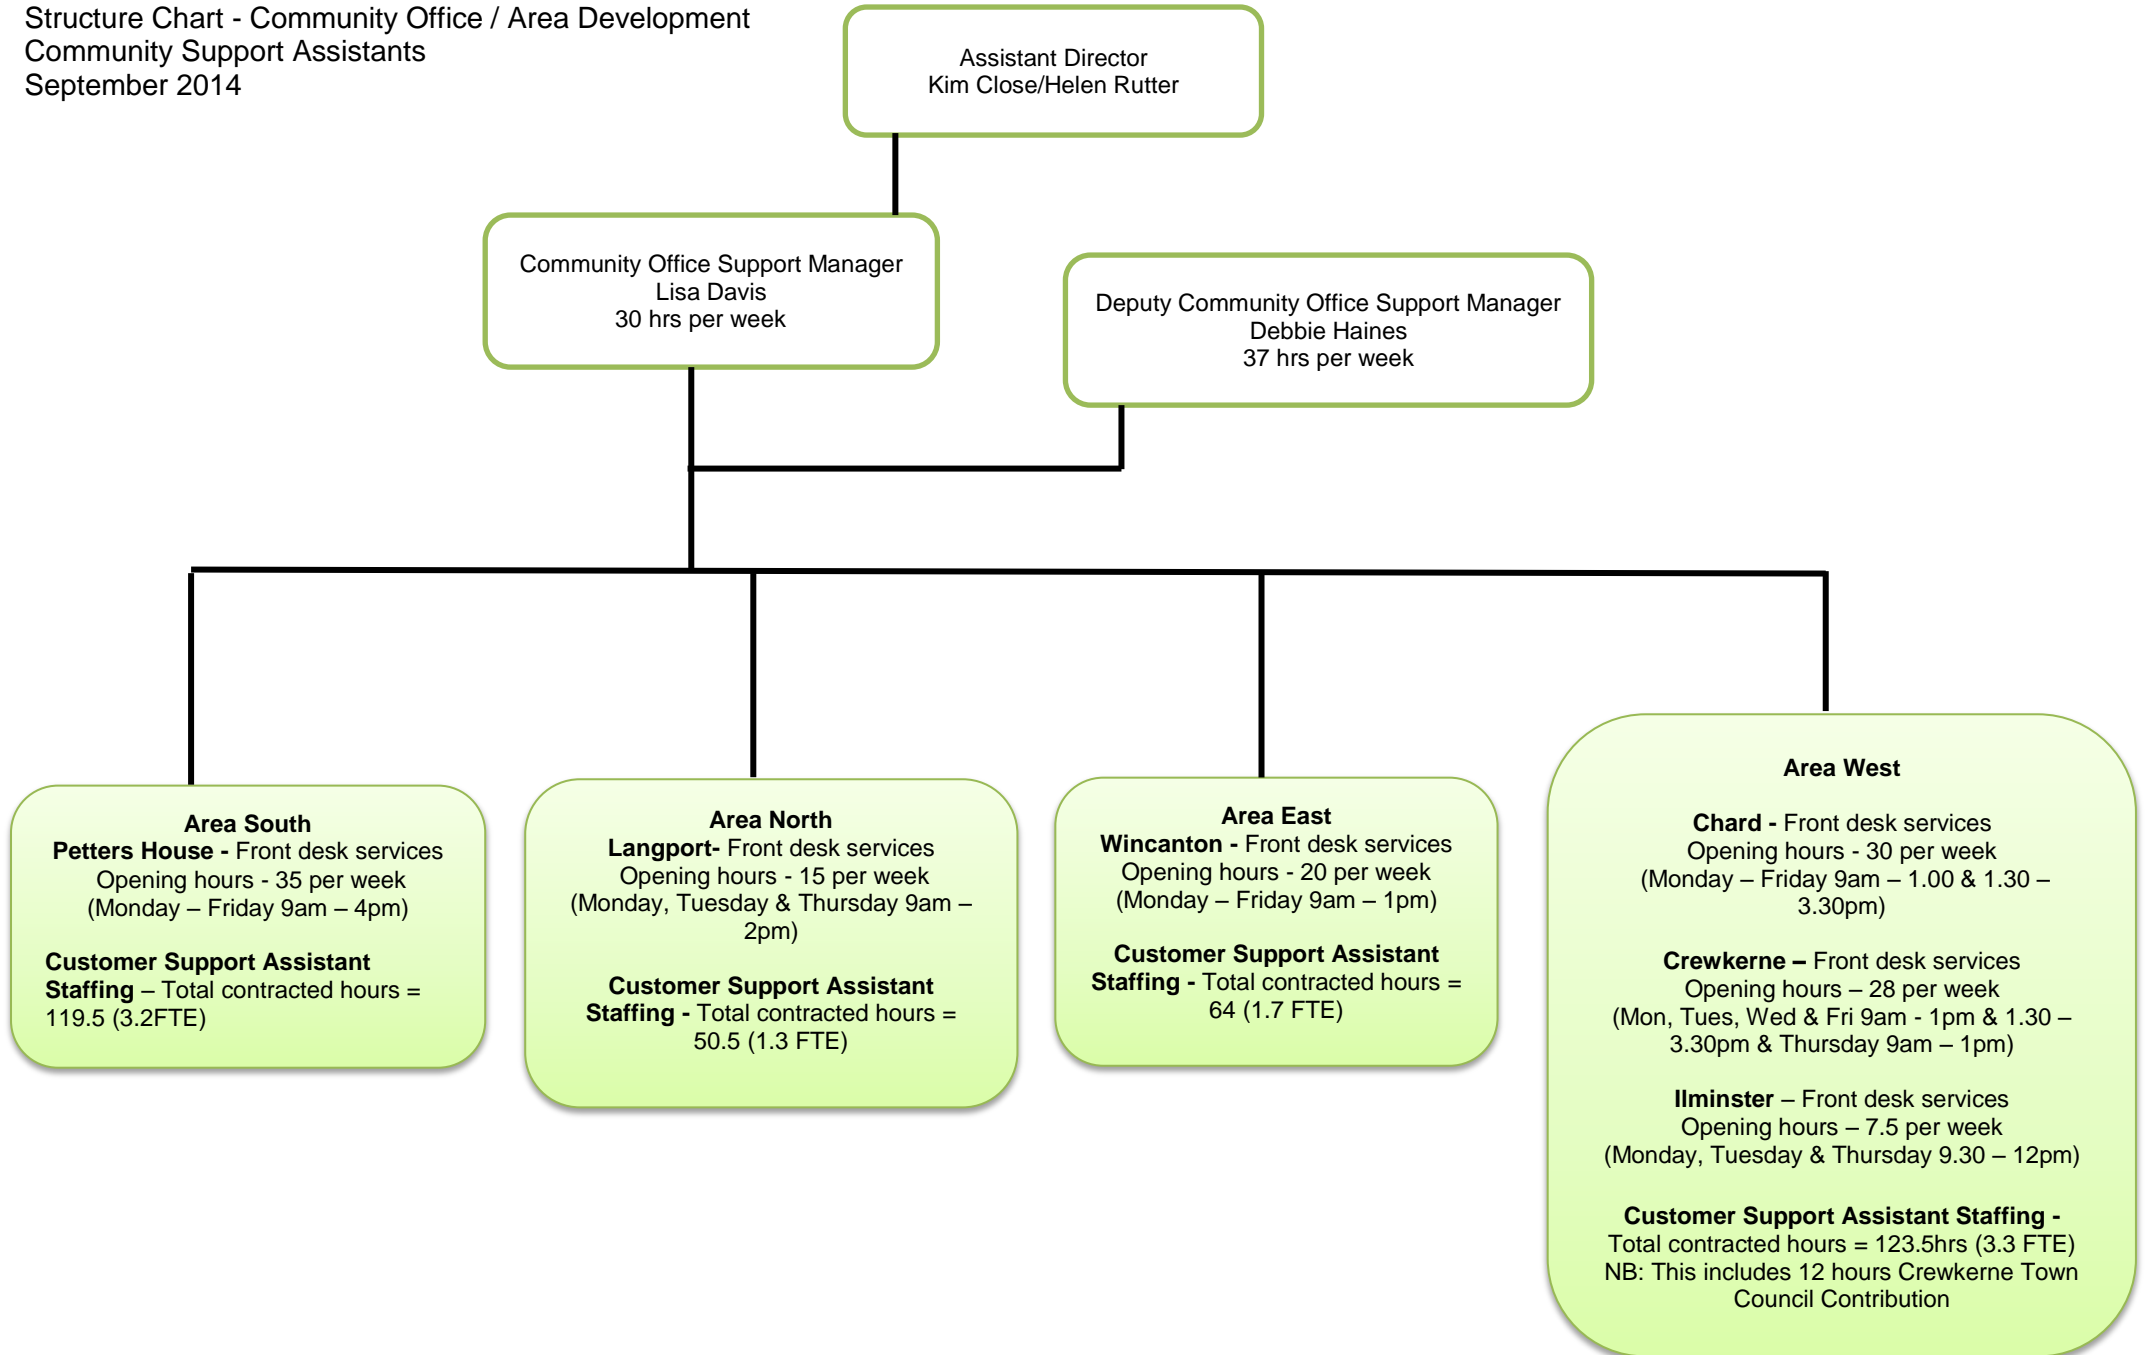 Structure Chart - Community Office / Area Development
Community Support Assistants
September 2014
Assistant Director
Kim Close/Helen Rutter
Community Office Support Manager
Lisa Davis
30 hrs per week
Deputy Community Office Support Manager
Debbie Haines
37 hrs per week
Area South
Petters House - Front desk services
Opening hours - 35 per week
(Monday – Friday 9am – 4pm)
Customer Support Assistant
Staffing – Total contracted hours =
119.5 (3.2FTE)
Area North
Langport- Front desk services
Opening hours - 15 per week
(Monday, Tuesday & Thursday 9am –
2pm)
Customer Support Assistant
Staffing - Total contracted hours =
50.5 (1.3 FTE)
Area East
Wincanton - Front desk services
Opening hours - 20 per week
(Monday – Friday 9am – 1pm)
Customer Support Assistant
Staffing - Total contracted hours =
64 (1.7 FTE)
Area West
Chard - Front desk services
Opening hours - 30 per week
(Monday – Friday 9am – 1.00 & 1.30 –
3.30pm)
Crewkerne – Front desk services
Opening hours – 28 per week
(Mon, Tues, Wed & Fri 9am - 1pm & 1.30 –
3.30pm & Thursday 9am – 1pm)
Ilminster – Front desk services
Opening hours – 7.5 per week
(Monday, Tuesday & Thursday 9.30 – 12pm)
Customer Support Assistant Staffing -
Total contracted hours = 123.5hrs (3.3 FTE)
NB: This includes 12 hours Crewkerne Town
Council Contribution